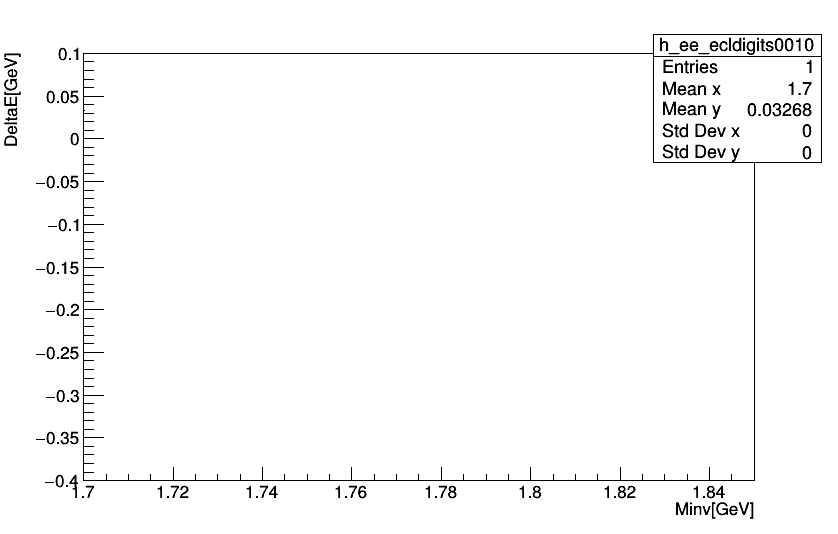 h_ee_ecldigits0010
Entries 1
Mean x 1.7
Mean y 0.03268
Std Dev x 0
Std Dev y 0
DeltaE[GeV]
0.1
0.05
0
−0.05
−0.1
−0.15
−0.2
−0.25
−0.3
−0.35
−0.4
1.7 1.72 1.74 1.76 1.78 1.8 1.82 1.84
Minv[GeV]